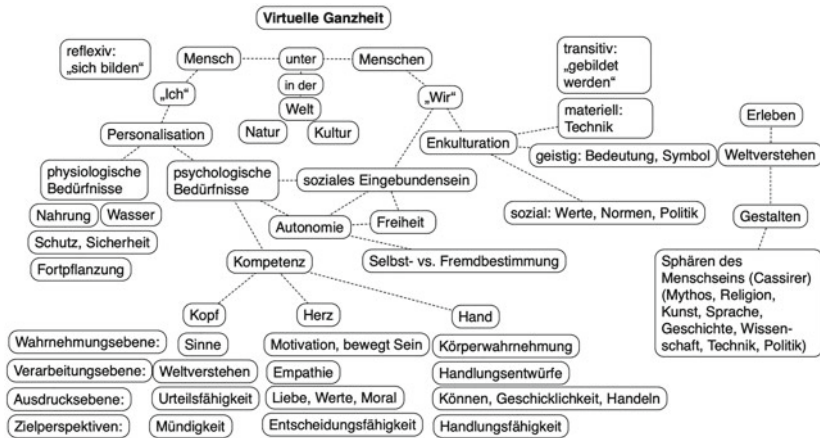 Virtuelle Ganzheit
reflexiv:
„sich bilden“
Mensch
unter
Menschen
transitiv:
„gebildet
werden“
in der
Welt
„Ich“
„Wir“
Natur
Kultur
Personalisation
Enkulturation
materiell:
Technik
geistig: Bedeutung, Symbol
sozial: Werte, Normen, Politik
Erleben
Weltverstehen
Gestalten
Sphären des
Menschseins (Cassirer)
(Mythos, Religion,
Kunst, Sprache,
Geschichte, Wissen-
schaft, Technik, Politik)
physiologische
Bedürfnisse
psychologische
Bedürfnisse
soziales Eingebundensein
Nahrung
Wasser
Schutz, Sicherheit
Fortpflanzung
Autonomie
Freiheit
Kompetenz
Selbst- vs. Fremdbestimmung
Kopf
Herz
Hand
Wahrnehmungsebene:
Sinne
Motivation, bewegt Sein
Körperwahrnehmung
Verarbeitungsebene:
Weltverstehen
Empathie
Handlungsentwürfe
Ausdrucksebene:
Urteilsfähigkeit
Liebe, Werte, Moral
Können, Geschicklichkeit, Handeln
Zielperspektiven:
Mündigkeit
Entscheidungsfähigkeit
Handlungsfähigkeit